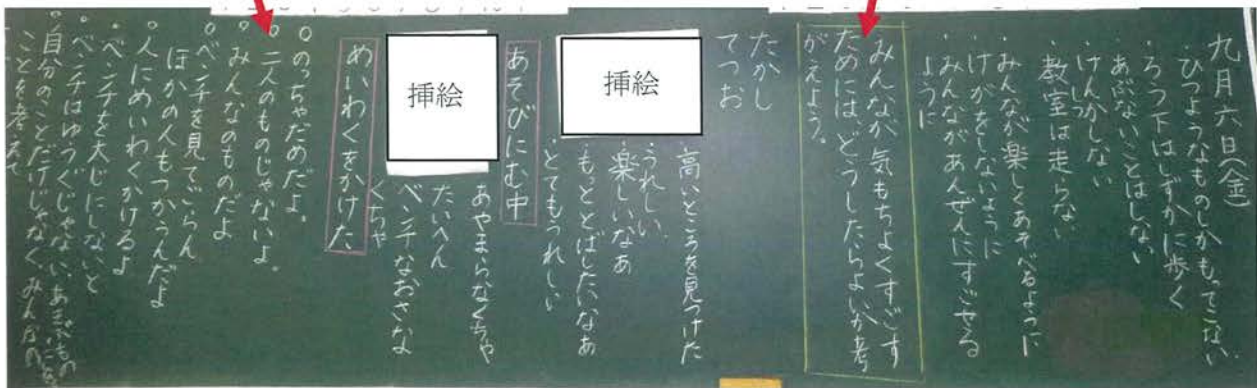 九月六日(金)
・ひつようなものしかもってこない
・ろう下はしずかに歩く
・あぶないことはしない
・けんかしない
・教室は走らない
・みんなが楽しくあそべるように
・けがをしないように
・みんながあんぜんにすごせる
ように
みんなが気もちよくすごす
ためには、どうしたらよいか考
がえよう。
たかし
てつお
挿絵
・高いところを見つけた
・うれしい
・楽しいなあ
・もっととばしたいなあ
・とてもうれしい
あそびにむ中
挿絵
あやまらなくちゃ
たいへん
ベンチなおさなよ
くちゃ
めいわくをかけた
○のっちゃだめだよ。
○二人のものじゃないよ。
○みんなのものだよ
○ベンチを見てごらん
ほかの人もつかうんだよ
・人にめいわくかけるよ
・ベンチを大じにしないと
・ベンチはゆうぐじゃない
・自分のことだけじゃなくみんなの
ことを考えて